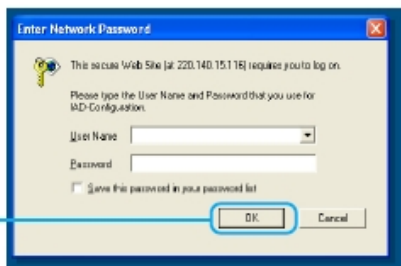 Enter Network Password
This secure Web Site (at 220.140.15.116) requires you to log on.
Please type the User Name and Password that you use for
IAD-Configuration.
User Name
Password
Save this password in your password list
OK
Cancel